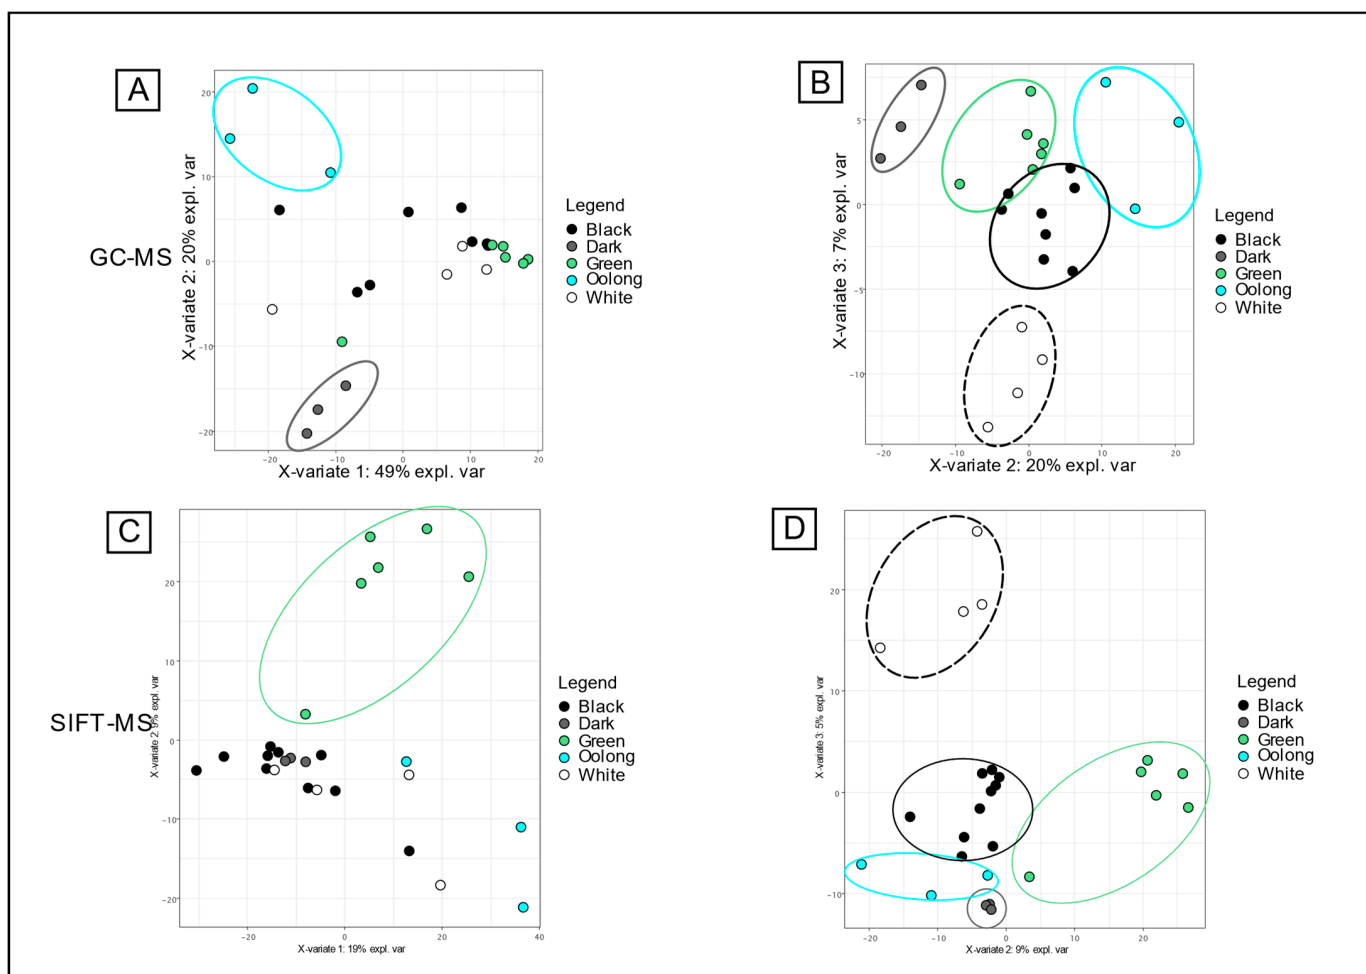 A
X-variate 2: 20% expl. var
20
10
0
−10
−20
−20
−10
0
10
20
X-variate 1: 49% expl. var
GC-MS
Legend
Black
Dark
Green
Oolong
White
B
X-variate 3: 7% expl. var
5
0
−5
−10
−20
−10
0
10
20
X-variate 2: 20% expl. var
Legend
Black
Dark
Green
Oolong
White
C
SIFT-MS
X-variate 2: 9% expl. var
20
10
0
−10
−20
−20
0
20
40
X-variate 1: 19% expl. var
Legend
Black
Dark
Green
Oolong
White
D
X-variate 3: 5% expl. var
20
10
0
−10
−20
−10
0
10
20
X-variate 2: 9% expl. var
Legend
Black
Dark
Green
Oolong
White